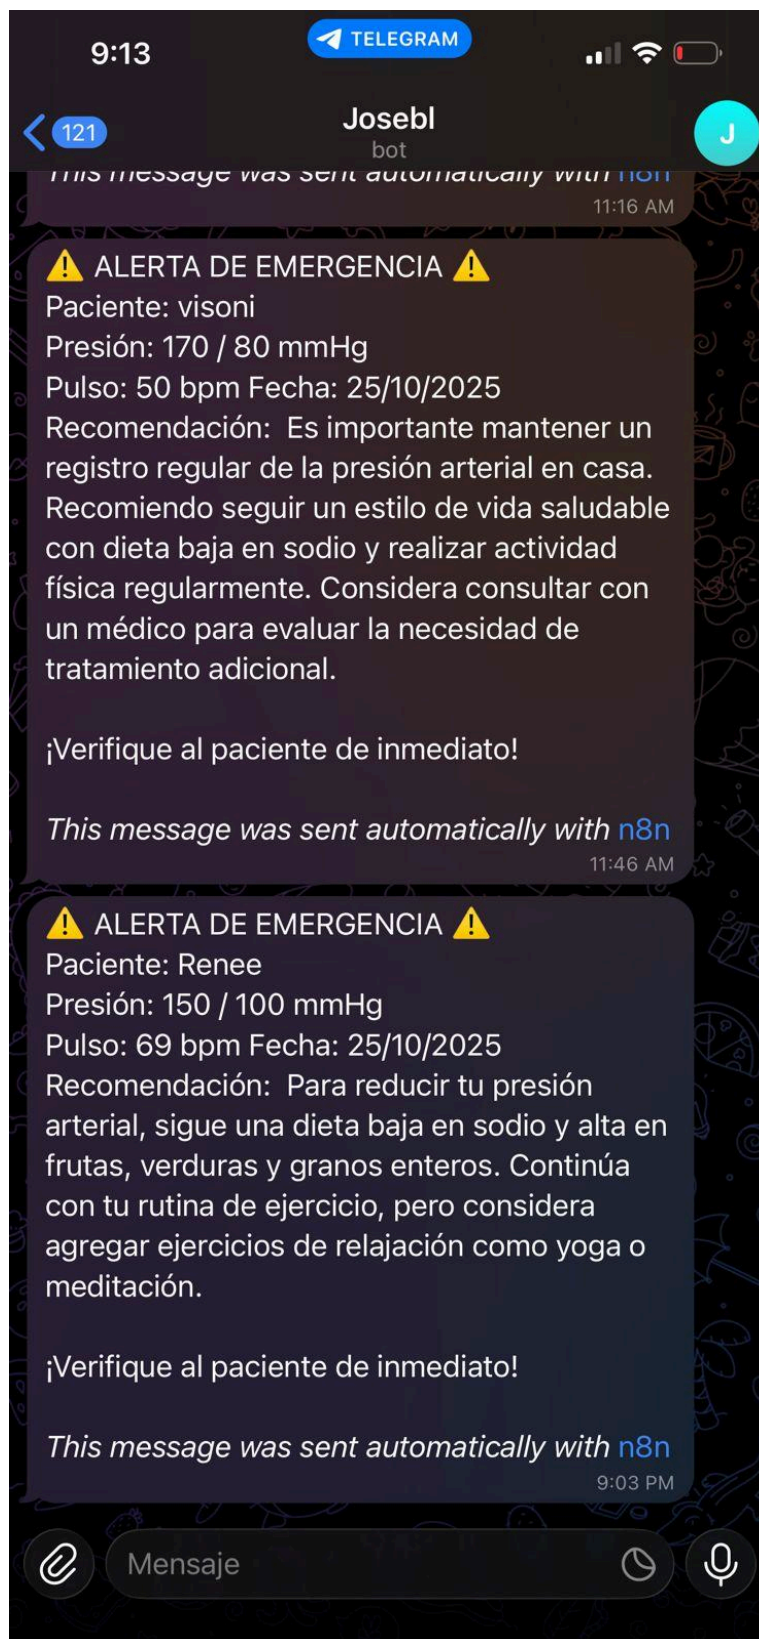 9:13
TELEGRAM
121
Josebl
bot
J
This message was sent automatically with n8n
11:16 AM
⚠️ ALERTA DE EMERGENCIA ⚠️
Paciente: visoni
Presión: 170 / 80 mmHg
Pulso: 50 bpm Fecha: 25/10/2025
Recomendación:  Es importante mantener un
registro regular de la presión arterial en casa.
Recomiendo seguir un estilo de vida saludable
con dieta baja en sodio y realizar actividad
física regularmente. Considera consultar con
un médico para evaluar la necesidad de
tratamiento adicional.
¡Verifique al paciente de inmediato!
This message was sent automatically with n8n
11:46 AM
⚠️ ALERTA DE EMERGENCIA ⚠️
Paciente: Renee
Presión: 150 / 100 mmHg
Pulso: 69 bpm Fecha: 25/10/2025
Recomendación:  Para reducir tu presión
arterial, sigue una dieta baja en sodio y alta en
frutas, verduras y granos enteros. Continúa
con tu rutina de ejercicio, pero considera
agregar ejercicios de relajación como yoga o
meditación.
¡Verifique al paciente de inmediato!
This message was sent automatically with n8n
9:03 PM
Mensaje